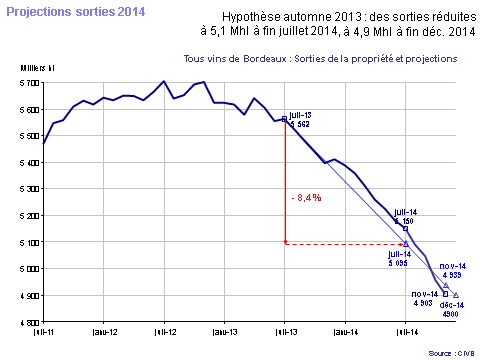 Projections sorties 2014
Hypothèse automne 2013 : des sorties réduites
à 5,1 Mhl à fin juillet 2014, à 4,9 Mhl à fin déc. 2014
Tous vins de Bordeaux : Sorties de la propriété et projections
Milliers hl
5 700
5 600
5 500
5 400
5 300
5 200
5 100
5 000
4 900
4 800
juil-13
5 562
- 8,4%
juil-14
5 150
juil-14
5 095
nov-14
4 939
nov-14
4 903
déc-14
4900
juil-11
janv-12
juil-12
janv-13
juil-13
janv-14
juil-14
Source : CIVB